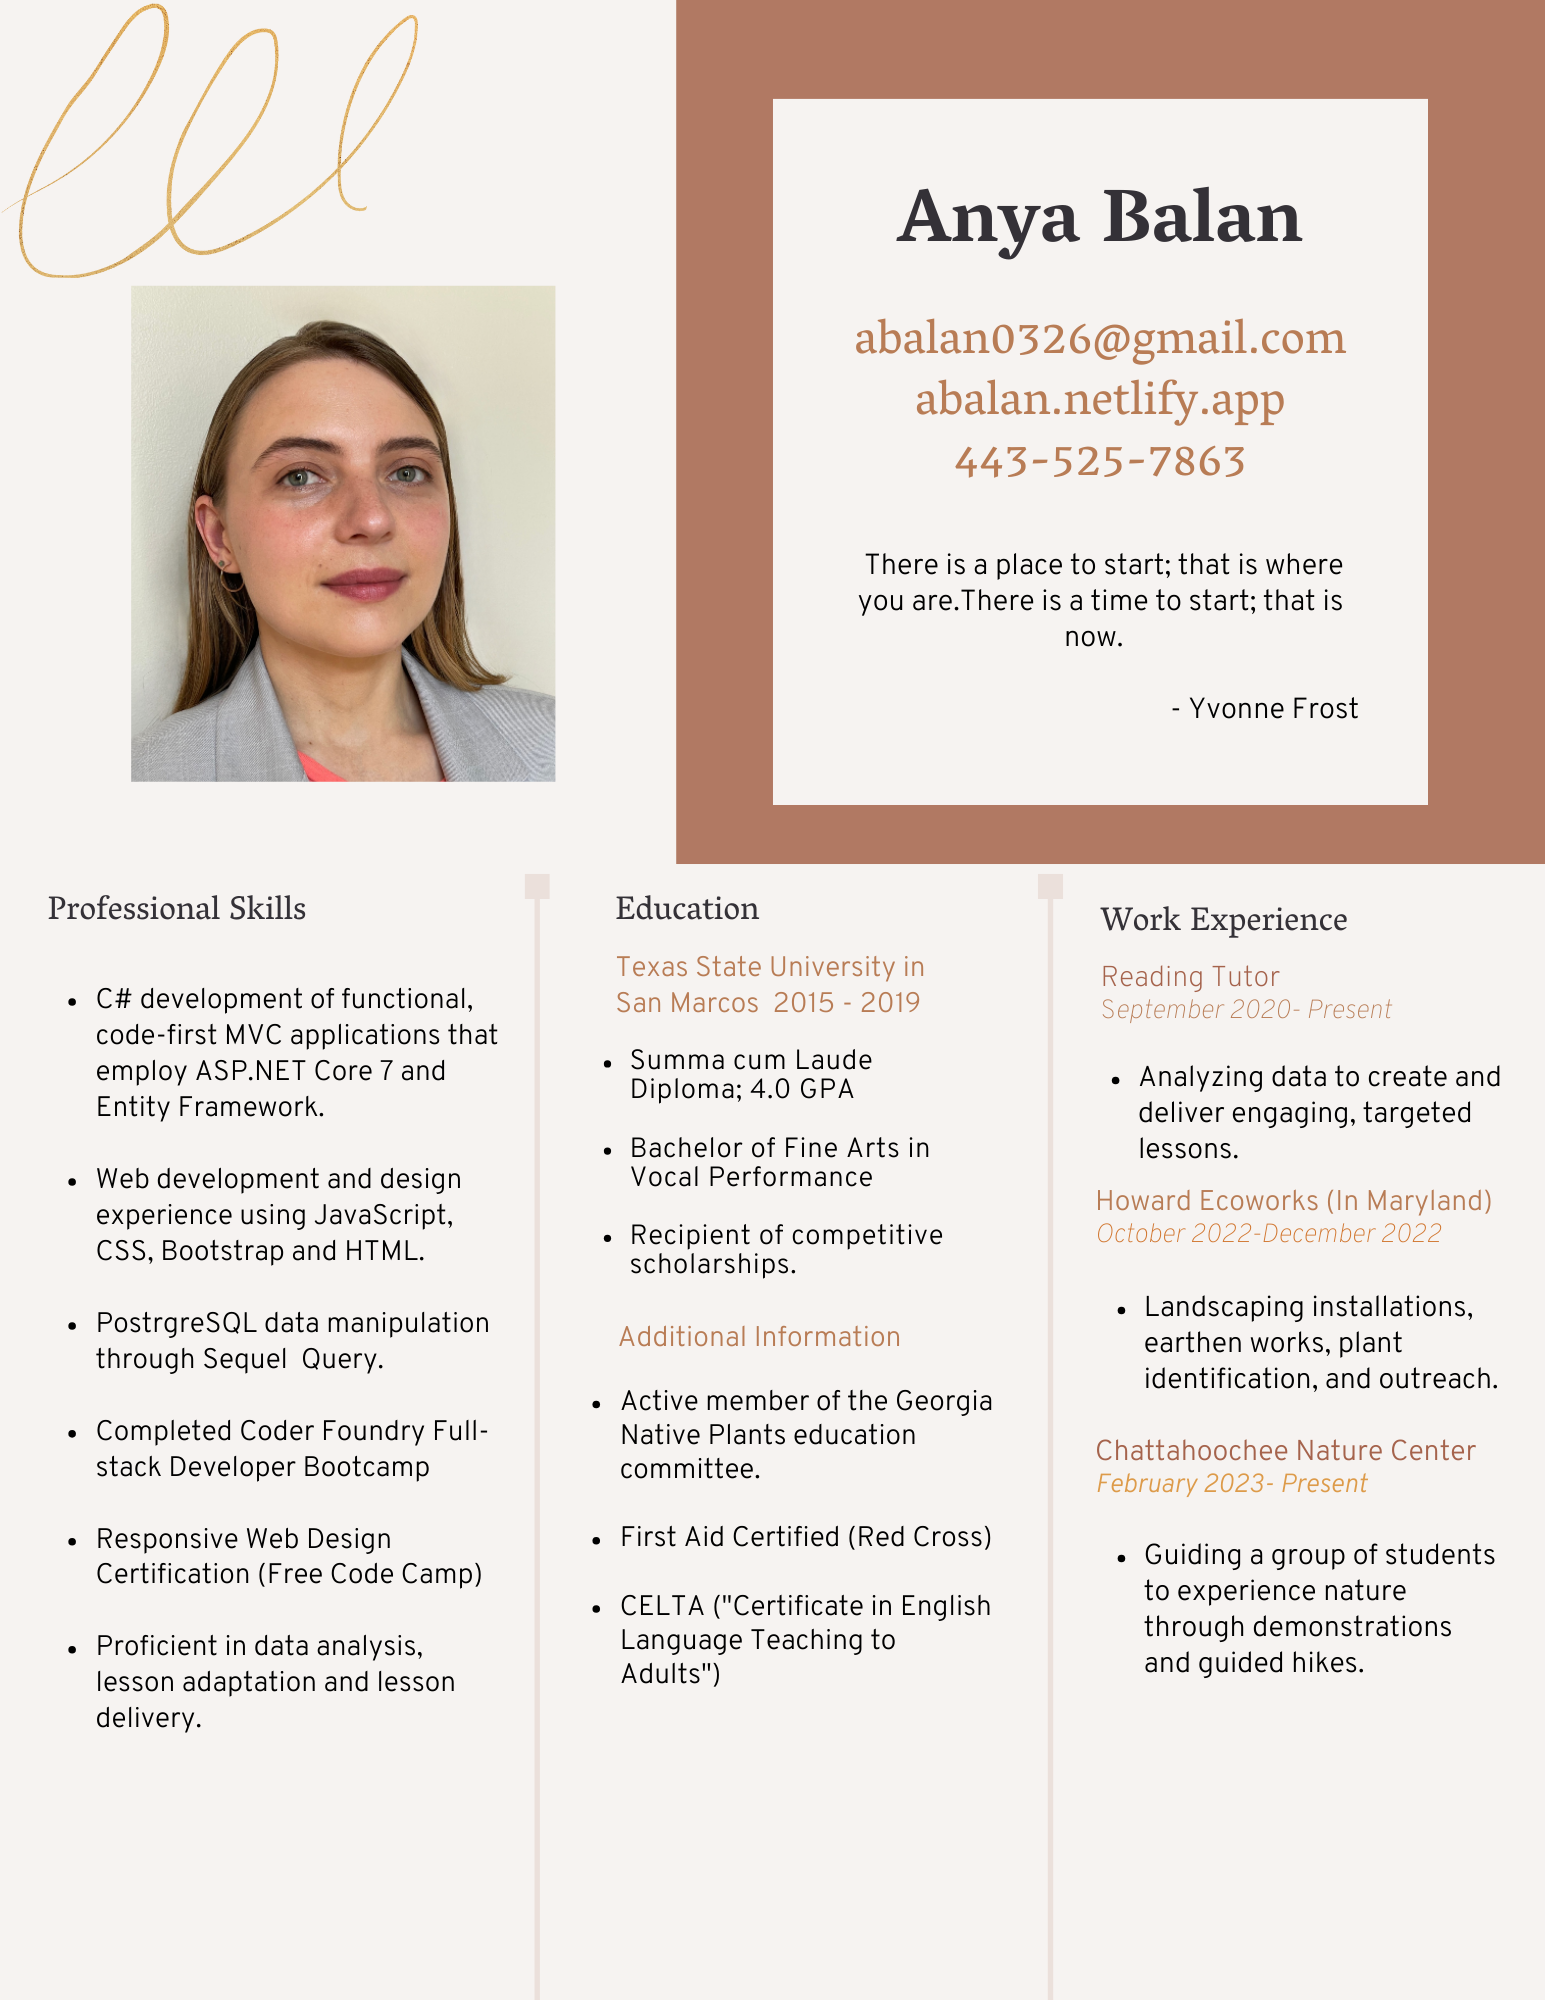 Anya Balan
abalan0326@gmail.com
abalan.netlify.app
443-525-7863
There is a place to start; that is where
you are.There is a time to start; that is
now.
- Yvonne Frost
Professional Skills
C# development of functional,
code-first MVC applications that
employ ASP.NET Core 7 and
Entity Framework.
Web development and design
experience using JavaScript,
CSS, Bootstrap and HTML.
PostrgreSQL data manipulation
through Sequel  Query.
Completed Coder Foundry Full-
stack Developer Bootcamp
Responsive Web Design
Certification (Free Code Camp)
Proficient in data analysis,
lesson adaptation and lesson
delivery.
Education
Texas State University in
San Marcos  2015 - 2019
Summa cum Laude
Diploma; 4.0 GPA
Bachelor of Fine Arts in
Vocal Performance
Recipient of competitive
scholarships.
Additional Information
Active member of the Georgia
Native Plants education
committee.
First Aid Certified (Red Cross)
CELTA ("Certificate in English
Language Teaching to
Adults")
Work Experience
Reading Tutor
September 2020- Present
Analyzing data to create and
deliver engaging, targeted
lessons.
Howard Ecoworks (In Maryland)
October 2022-December 2022
Landscaping installations,
earthen works, plant
identification, and outreach.
Chattahoochee Nature Center
February 2023- Present
Guiding a group of students
to experience nature
through demonstrations
and guided hikes.